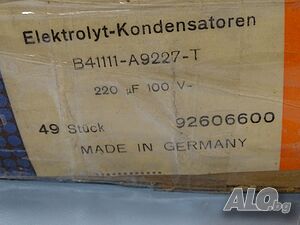 Elektrolyt-Kondensatoren
B41111-A9227-T
220 µF 100 V-
49 Stück 92606600
MADE IN GERMANY
ALO.bg